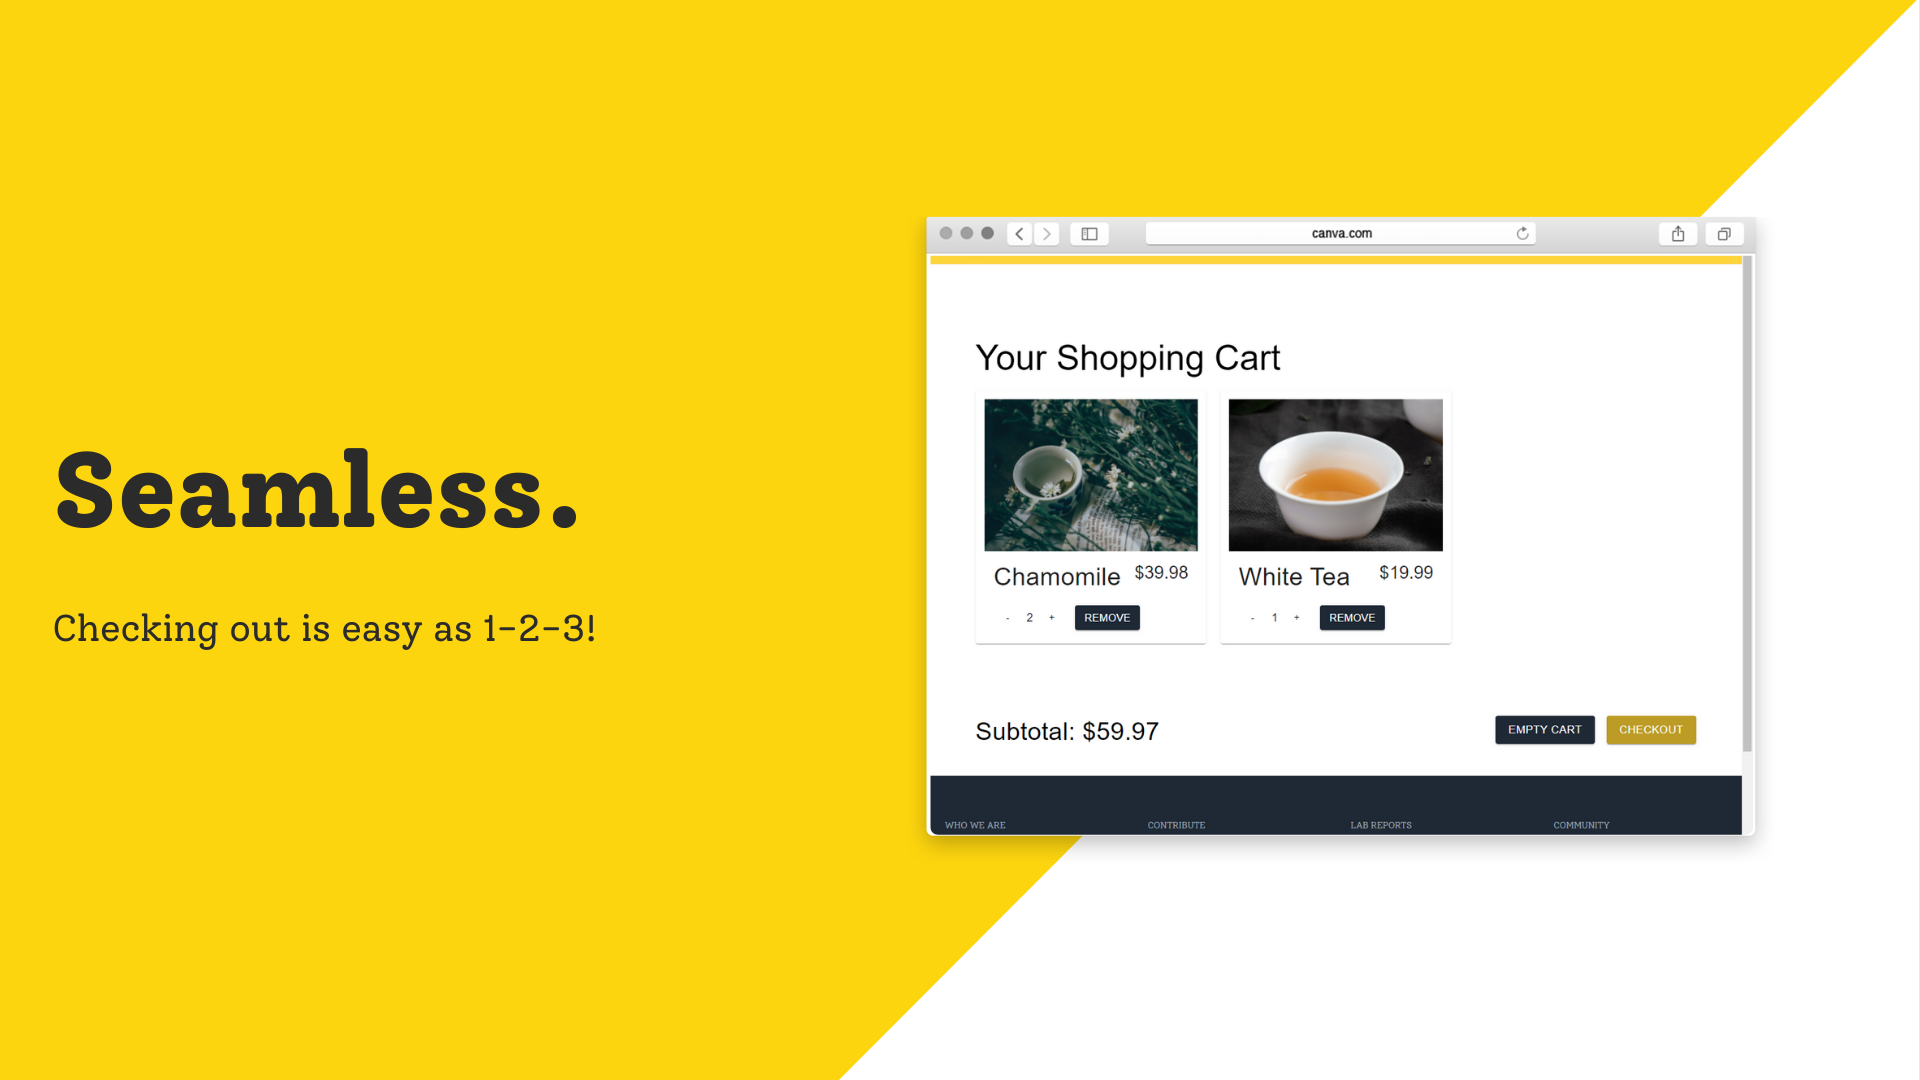 Seamless.
Checking out is easy as 1-2-3!
canva.com
Your Shopping Cart
Chamomile $39.98
- 2 + REMOVE
White Tea $19.99
- 1 + REMOVE
Subtotal: $59.97
EMPTY CART CHECKOUT
WHO WE ARE CONTRIBUTE LAB REPORTS COMMUNITY